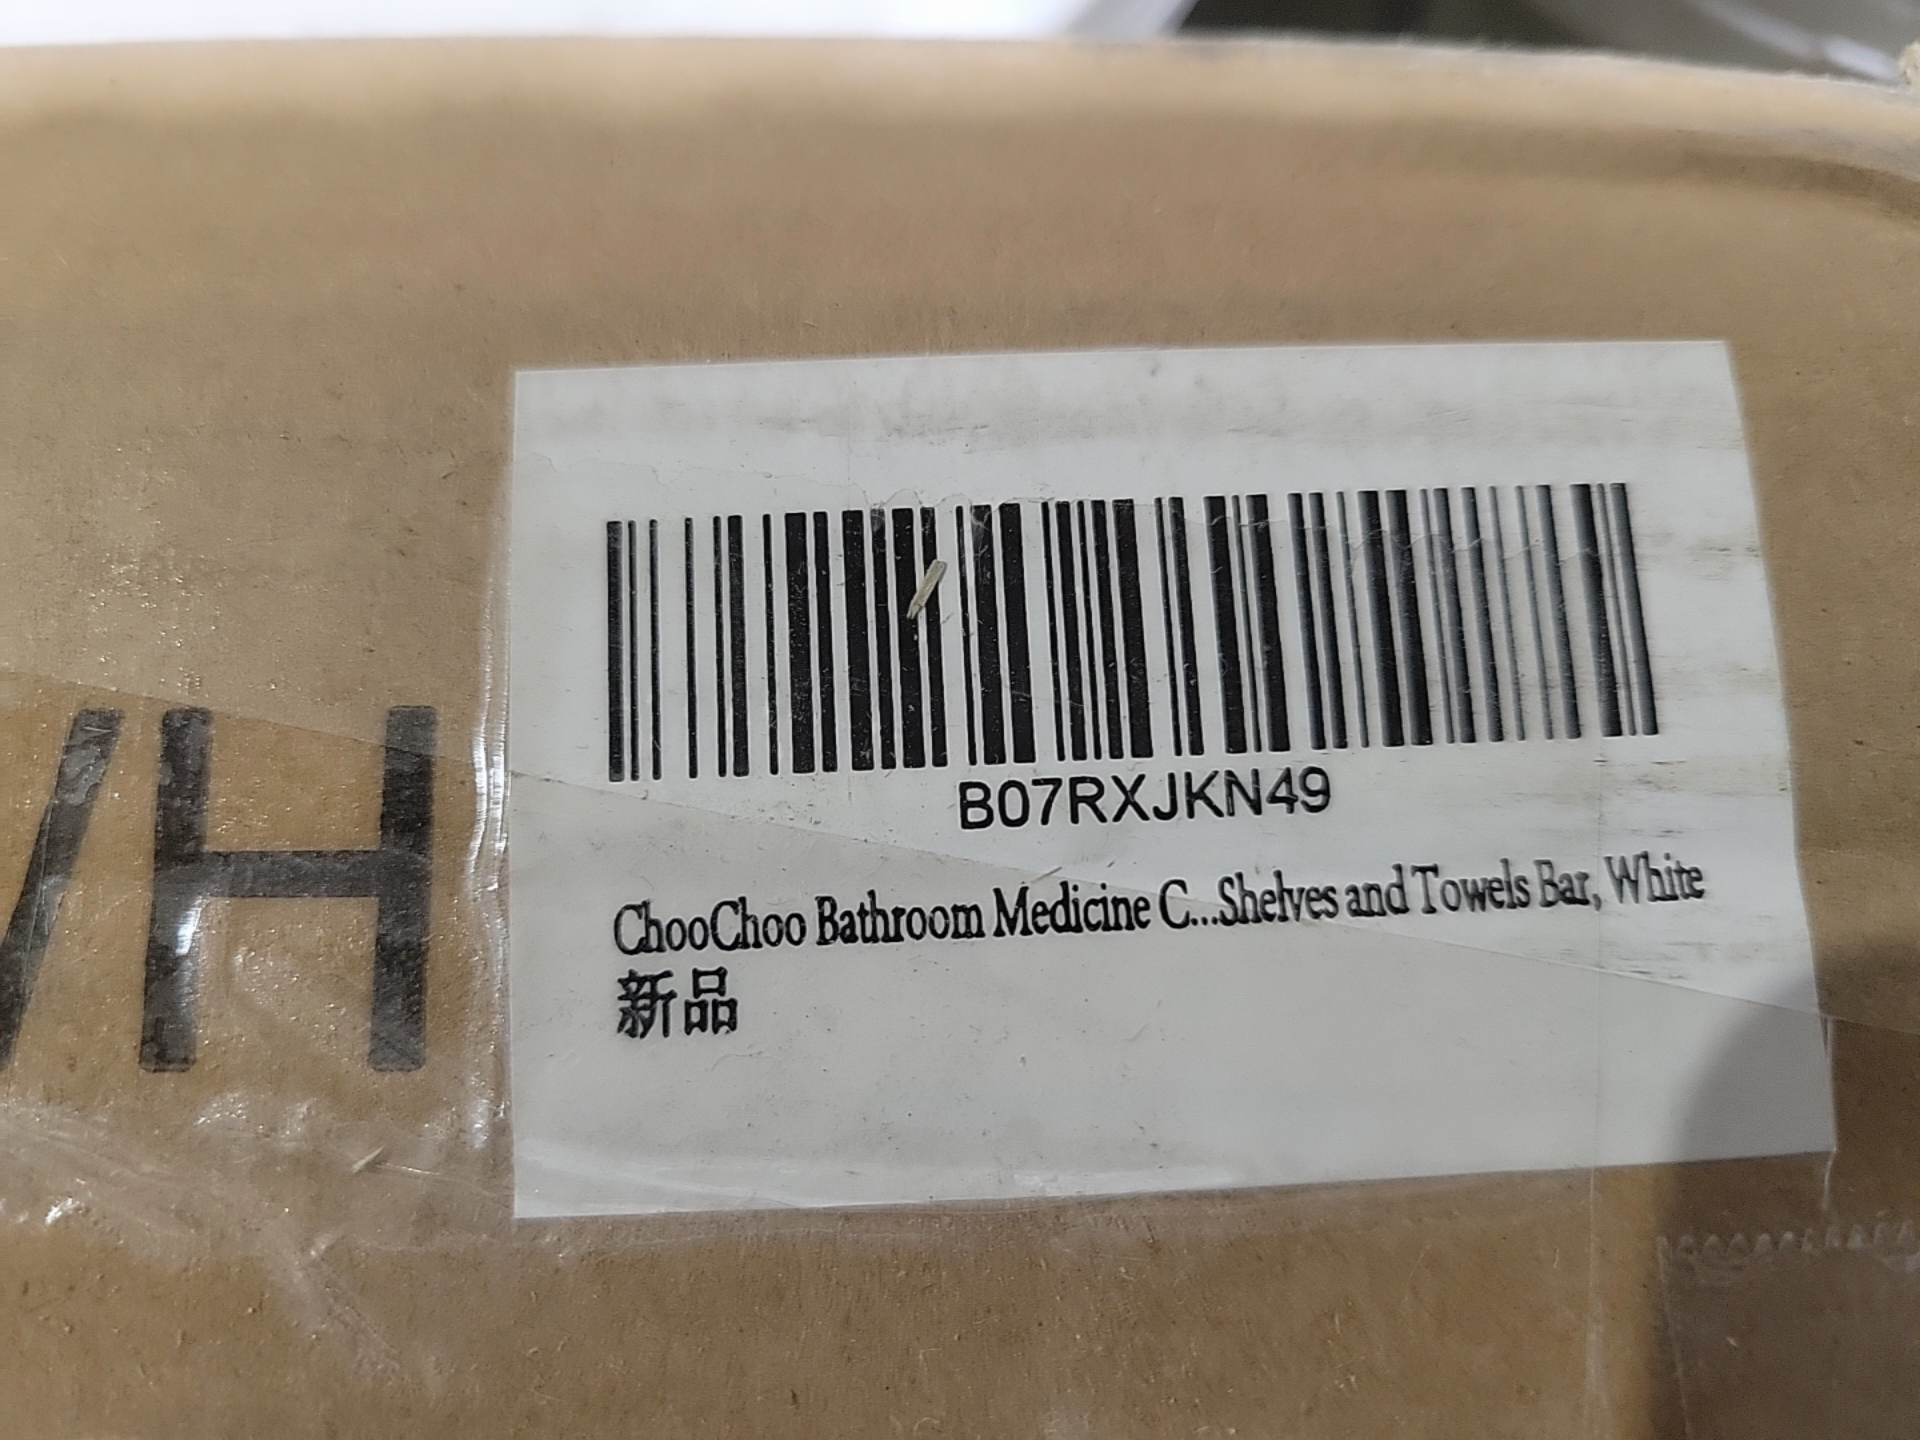 B07RXJKN49
ChooChoo Bathroom Medicine C...Shelves and Towels Bar, White
新品
/H